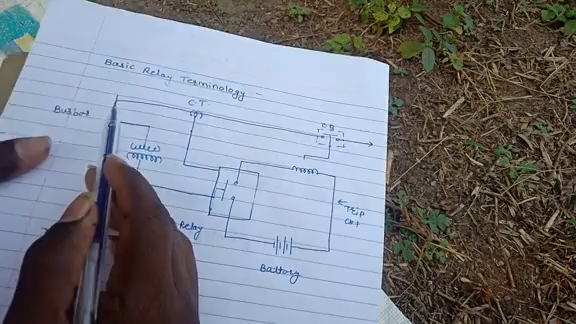 Basic Relay Terminology -
C.T.
Busbar
C.B
Relay
Trip
Ckt
Battery